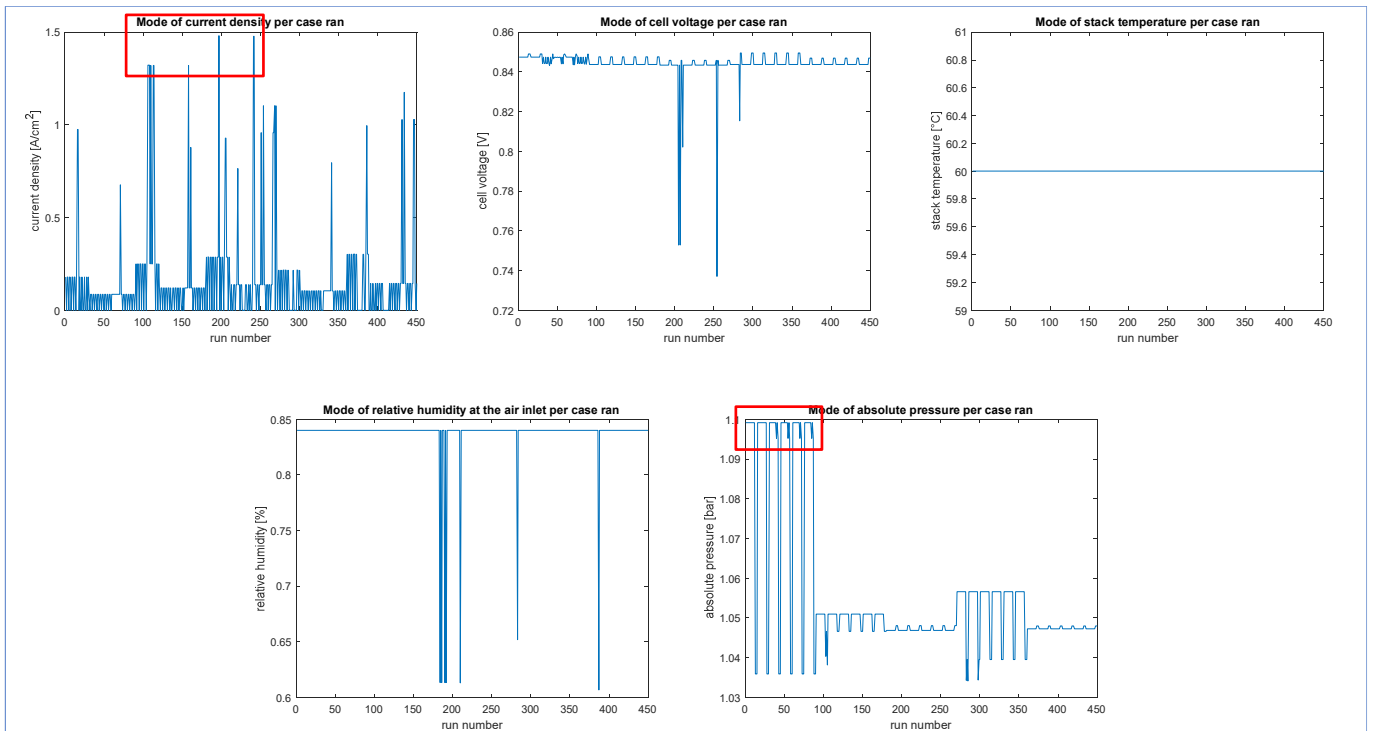 Mode of current density per case ran
1.5
1
0.5
0
current density [A/cm2]
0 50 100 150 200 250 300 350 400 450
run number
Mode of cell voltage per case ran
0.86
0.84
0.82
0.8
0.78
0.76
0.74
0.72
cell voltage [V]
0 50 100 150 200 250 300 350 400 450
run number
Mode of stack temperature per case ran
61
60.8
60.6
60.4
60.2
60
59.8
59.6
59.4
59.2
59
stack temperature [°C]
0 50 100 150 200 250 300 350 400 450
run number
Mode of relative humidity at the air inlet per case ran
0.85
0.8
0.75
0.7
0.65
0.6
relative humidity [%]
0 50 100 150 200 250 300 350 400 450
run number
Mode of absolute pressure per case ran
1.1
1.09
1.08
1.07
1.06
1.05
1.04
1.03
absolute pressure [bar]
0 50 100 150 200 250 300 350 400 450
run number